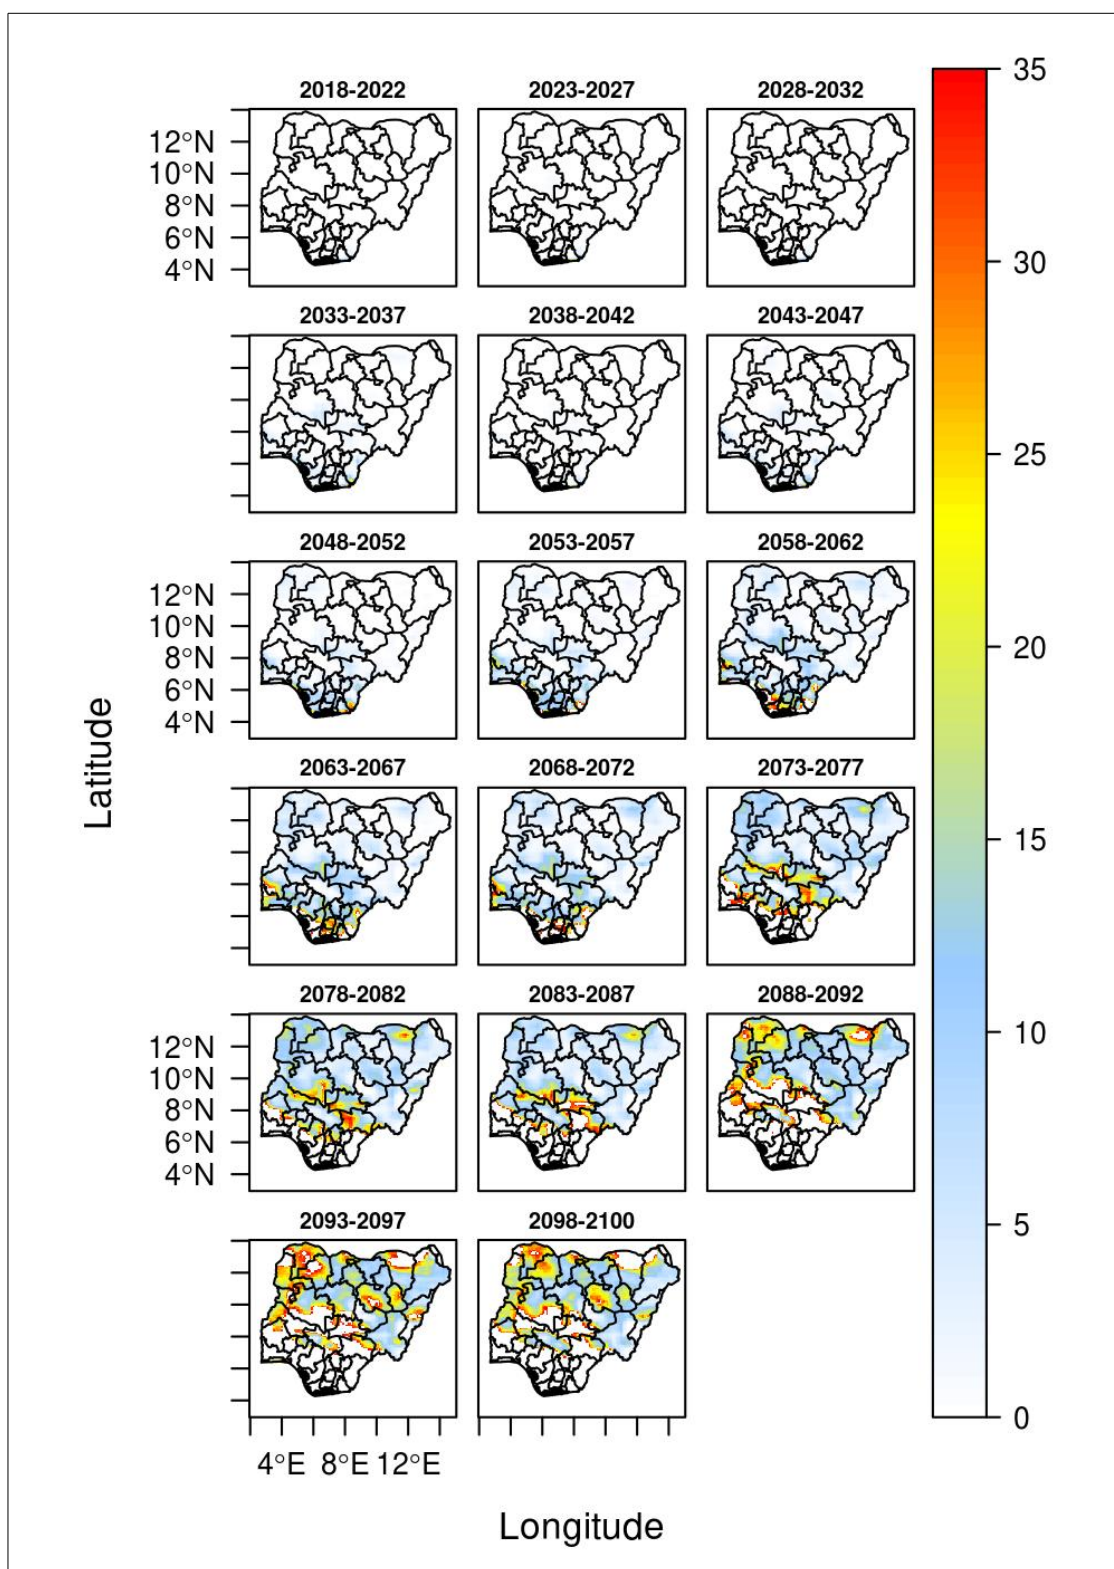 2018-2022 2023-2027 2028-2032
12°N
10°N
8°N
6°N
4°N
2033-2037 2038-2042 2043-2047
2048-2052 2053-2057 2058-2062
12°N
10°N
8°N
6°N
4°N
2063-2067 2068-2072 2073-2077
2078-2082 2083-2087 2088-2092
12°N
10°N
8°N
6°N
4°N
2093-2097 2098-2100
4°E 8°E 12°E
Latitude
Longitude
35
30
25
20
15
10
5
0